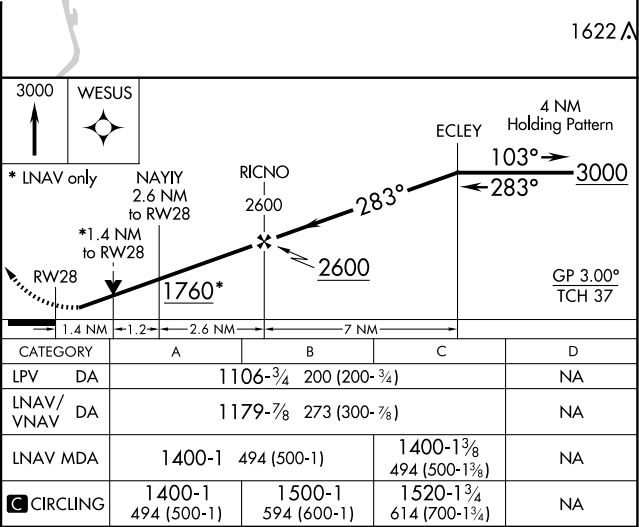 1622
3000 WESUS
4 NM
Holding Pattern
ECLEY
103°
283°
3000
* LNAV only
NAYIY
2.6 NM
to RW28
RICNO
2600
283°
*1.4 NM
to RW28
2600
RW28
1760*
GP 3.00°
TCH 37
1.4 NM 1.2 2.6 NM 7 NM
CATEGORY A B C D
LPV DA 1106-¾ 200 (200-¾) NA
LNAV/
VNAV DA 1179-⅞ 273 (300-⅞) NA
LNAV MDA 1400-1 494 (500-1) 1400-1⅜ NA
494 (500-1⅜)
C CIRCLING 1400-1 1500-1 1520-1¾ NA
494 (500-1) 594 (600-1) 614 (700-1¾)